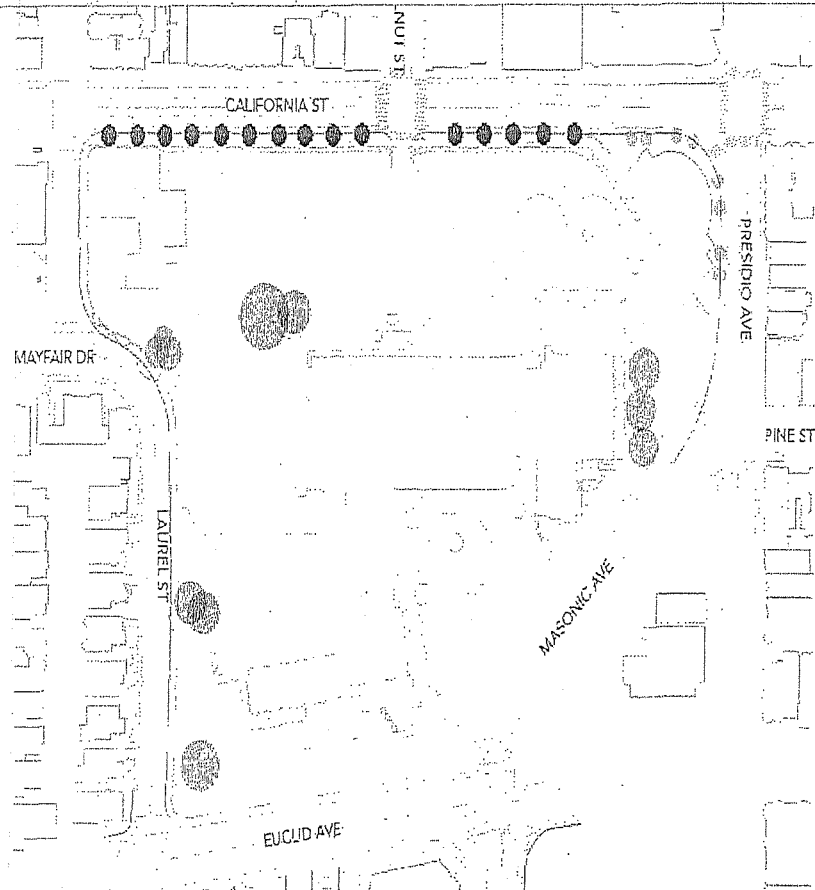 NUT ST
CALIFORNIA ST
PRESIDIO AVE
MAYFAIR DR
PINE ST
LAUREL ST
MASONIC AVE
EUCLID AVE